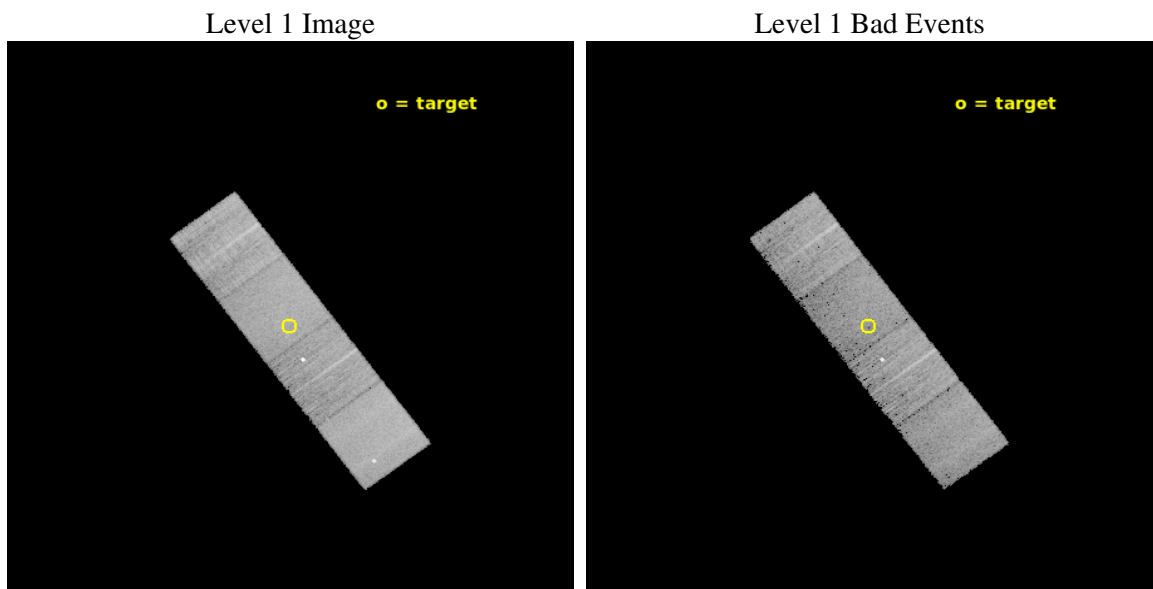 Level 1 Image
Level 1 Bad Events
o = target
o = target